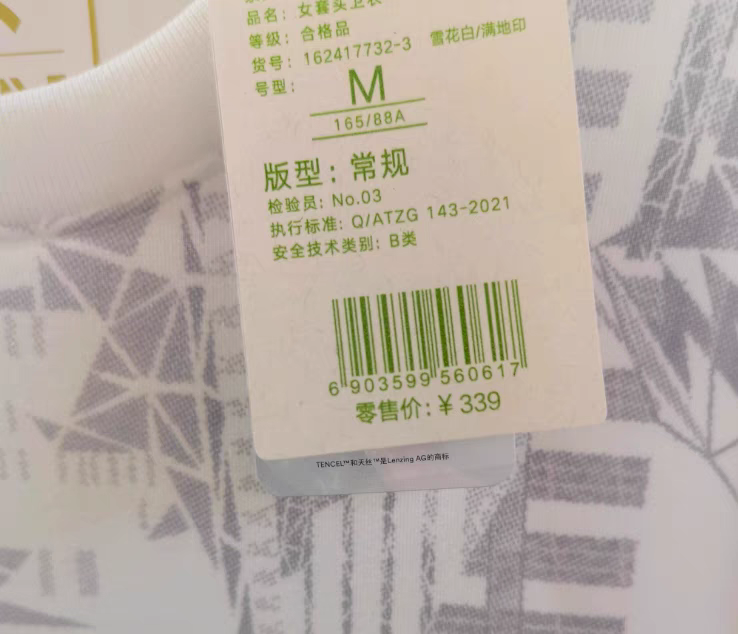 品名：女套头卫衣
等级：合格品
货号：162417732-3 雪花白/满地印
号型：M
165/88A
版型：常规
检验员：No.03
执行标准：Q/ATZG 143-2021
安全技术类别：B类
6 903599 560617
零售价：¥339
TENCEL™和天丝™是Lenzing AG的商标